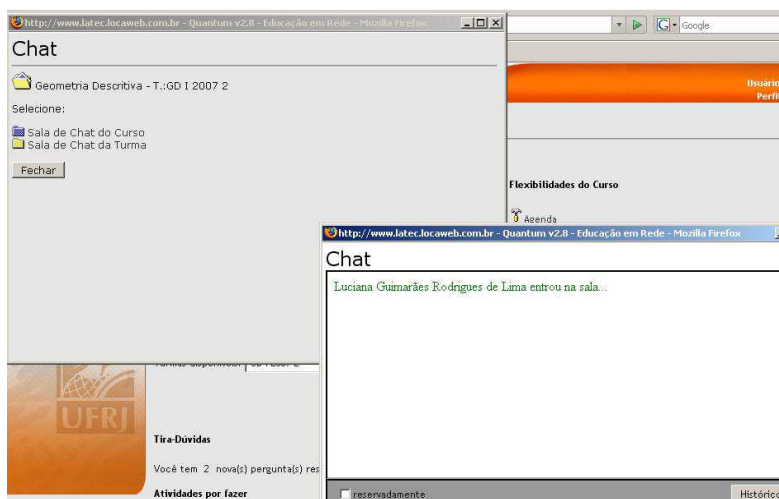 http://www.latec.locaweb.com.br - Quantum v2.8 - Educação em Rede - Mozilla Firefox
Chat
Geometria Descritiva - T.:GD I 2007 2
Selecione:
Sala de Chat do Curso
Sala de Chat da Turma
Fechar
Google
Usuário
Perfil
Flexibilidades do Curso
Agenda
http://www.latec.locaweb.com.br - Quantum v2.8 - Educação em Rede - Mozilla Firefox
Chat
Luciana Guimarães Rodrigues de Lima entrou na sala...
reservadamente
Histórico
UFRJ
Tira-Dúvidas
Você tem 2 nova(s) pergunta(s) res
Atividades por fazer